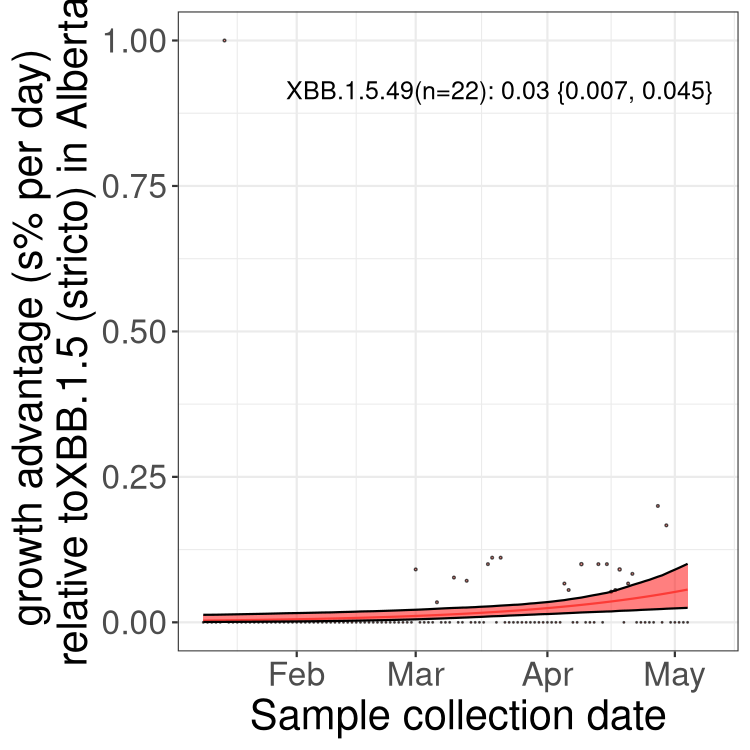 growth advantage (s% per day)
relative toXBB.1.5 (stricto) in Alberta
1.00
0.75
0.50
0.25
0.00
XBB.1.5.49(n=22): 0.03 {0.007, 0.045}
Feb Mar Apr May
Sample collection date